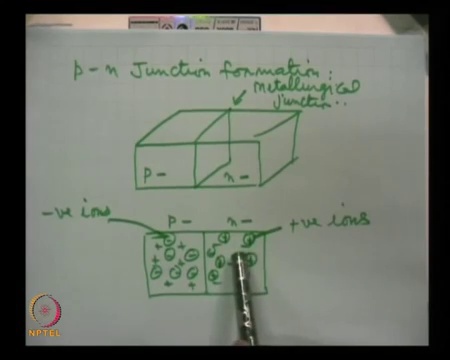 p-n Junction formation:
metallurgical
junction..
p- n-
-ve ions p- n- +ve ions
NPTEL